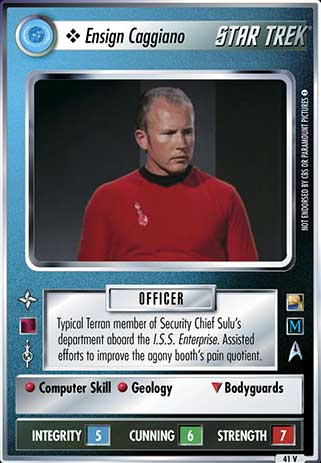 ❖ Ensign Caggiano
STAR TREK®
NOT ENDORSED BY CBS OR PARAMOUNT PICTURES
OFFICER
Typical Terran member of Security Chief Sulu's
department aboard the I.S.S. Enterprise. Assisted
efforts to improve the agony booth's pain quotient.
M
Computer Skill Geology Bodyguards
INTEGRITY 5 CUNNING 6 STRENGTH 7
41 V